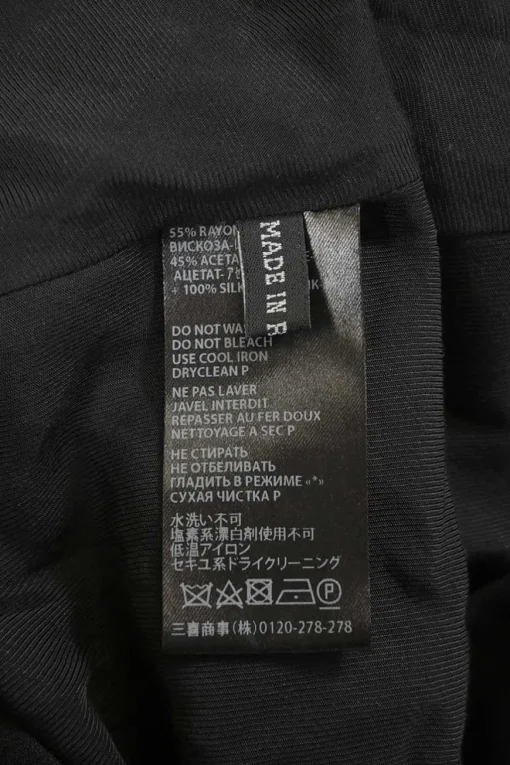 55% RAYO
ВИСКОЗА-
45% ACETA
АЦЕТАТ-
+ 100% SILK
MADE IN
DO NOT WA
DO NOT BLEACH
USE COOL IRON
DRYCLEAN P
NE PAS LAVER
JAVEL INTERDIT
REPASSER AU FER DOUX
NETTOYAGE A SEC P
НЕ СТИРАТЬ
НЕ ОТБЕЛИВАТЬ
ГЛАДИТЬ В РЕЖИМЕ «*»
СУХАЯ ЧИСТКА P
水洗い不可
塩素系漂白剤使用不可
低温アイロン
セキユ系ドライクリーニング
P
三喜商事(株)0120-278-278